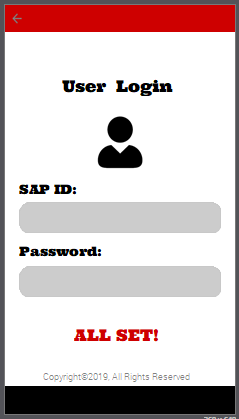 User Login
SAP ID:
Password:
ALL SET!
Copyright©2019, All Rights Reserved